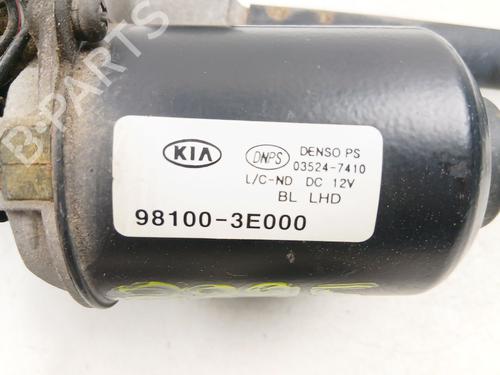 B-PARTS
KIA
DNPS
DENSO PS
03524-7410
L/C-ND DC 12V
BL LHD
98100-3E000